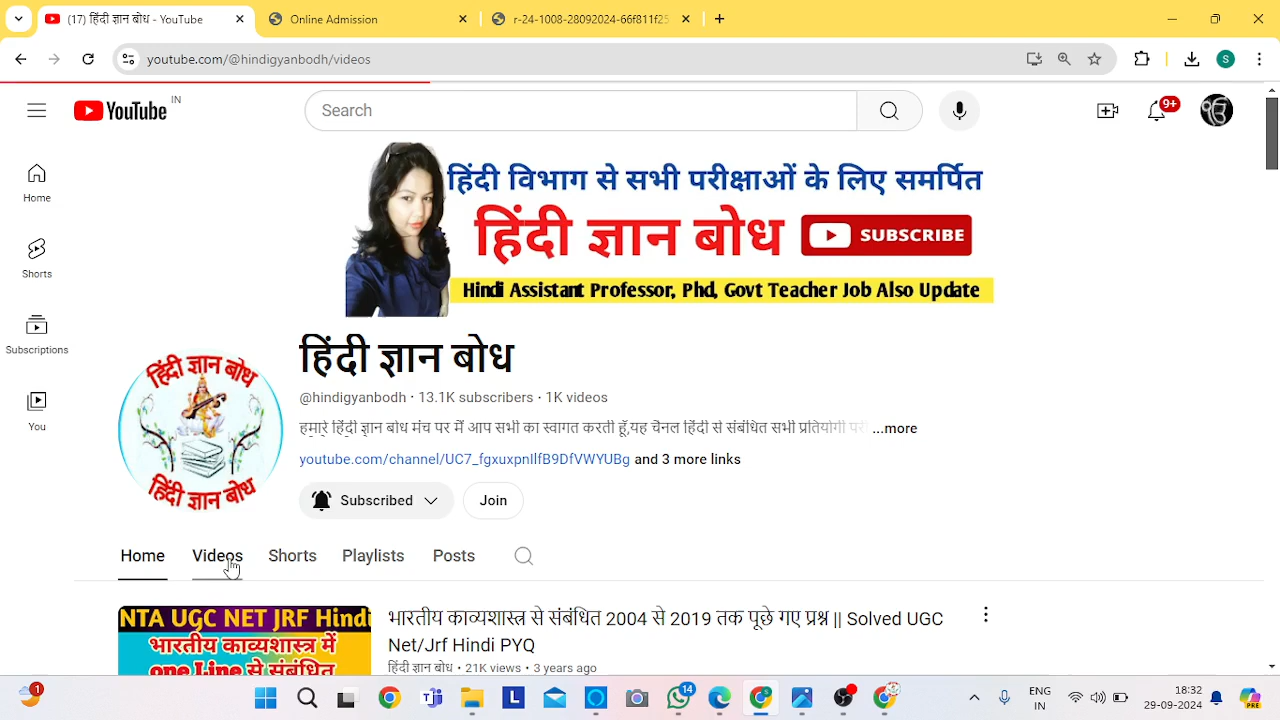 (17) हिंदी ज्ञान बोध - YouTube
Online Admission
r-24-1008-28092024-66f811f25
youtube.com/@hindigyanbodh/videos
S
YouTube IN
Search
9+
Home
Shorts
Subscriptions
You
हिंदी विभाग से सभी परीक्षाओं के लिए समर्पित
हिंदी ज्ञान बोध
SUBSCRIBE
Hindi Assistant Professor, Phd, Govt Teacher Job Also Update
हिंदी ज्ञान बोध
हिंदी ज्ञान बोध
हिंदी ज्ञान बोध
@hindigyanbodh · 13.1K subscribers · 1K videos
हमारे हिंदी ज्ञान बोध मंच पर मैं आप सभी का स्वागत करती हूँ,यह चैनल हिंदी से संबंधित सभी प्रतियोगी ...more
youtube.com/channel/UC7_fgxuxpnIlfB9DfVWYUBg and 3 more links
Subscribed
Join
Home Videos Shorts Playlists Posts
NTA UGC NET JRF Hindi
भारतीय काव्यशास्त्र में
one Line से संबंधित
भारतीय काव्यशास्त्र से संबंधित 2004 से 2019 तक पूछे गए प्रश्न || Solved UGC
Net/Jrf Hindi PYQ
हिंदी ज्ञान बोध · 21K views · 3 years ago
1
L
14
ENG
IN
18:32
29-09-2024
PRE